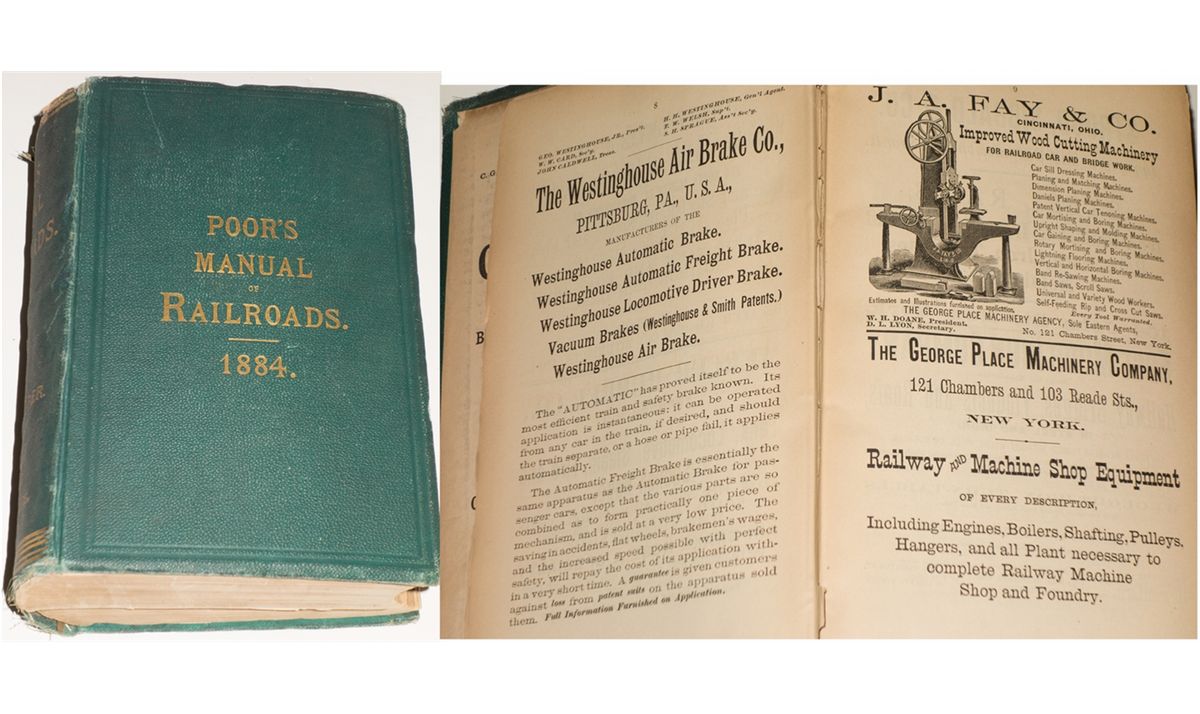 POOR'S
MANUAL
OF
RAILROADS.
1884.
8
GEO. WESTINGHOUSE, JR., Pres't.
W. W. CARD, Sec'y.
JOHN CALDWELL, Treas.
H. H. WESTINGHOUSE, Gen'l Agent.
T. W. WELSH, Sup't.
S. H. SPRAGUE, Ass't Sec'y.
The Westinghouse Air Brake Co.,
PITTSBURG, PA., U. S. A.,
MANUFACTURERS OF THE
Westinghouse Automatic Brake.
Westinghouse Automatic Freight Brake.
Westinghouse Locomotive Driver Brake.
Vacuum Brakes (Westinghouse & Smith Patents.)
Westinghouse Air Brake.
The "AUTOMATIC" has proved itself to be the
most efficient train and safety brake known. Its
application is instantaneous; it can be operated
from any car in the train, if desired, and should
the train separate, or a hose or pipe fail, it applies
automatically.
The Automatic Freight Brake is essentially the
same apparatus as the Automatic Brake for pas-
senger cars, except that the various parts are so
combined as to form practically one piece of
mechanism, and is sold at a very low price. The
saving in accidents, flat wheels, brakemen's wages,
and the increased speed possible with perfect
safety, will repay the cost of its application with-
in a very short time. A guarantee is given customers
against loss from patent suits on the apparatus sold
them. Full Information Furnished on Application.
9
J. A. FAY & CO.
CINCINNATI, OHIO.
Improved Wood Cutting Machinery
FOR RAILROAD CAR AND BRIDGE WORK.
Car Sill Dressing Machines.
Planing and Matching Machines.
Dimension Planing Machines.
Daniels Planing Machines.
Patent Vertical Car Tenoning Machines.
Car Mortising and Boring Machines.
Upright Shaping and Molding Machines.
Car Gaining and Boring Machines.
Rotary Mortising and Boring Machines.
Lightning Flooring Machines.
Vertical and Horizontal Boring Machines.
Band Re-Sawing Machines.
Band Saws, Scroll Saws.
Universal and Variety Wood Workers.
Self-Feeding Rip and Cross Cut Saws.
Estimates and Illustrations furnished on application.
Every Tool Warranted.
THE GEORGE PLACE MACHINERY AGENCY, Sole Eastern Agents,
W. H. DOANE, President.
D. L. LYON, Secretary.
No. 121 Chambers Street, New York.
THE GEORGE PLACE MACHINERY COMPANY,
121 Chambers and 103 Reade Sts.,
NEW YORK.
Railway AND Machine Shop Equipment
OF EVERY DESCRIPTION,
Including Engines, Boilers, Shafting, Pulleys.
Hangers, and all Plant necessary to
complete Railway Machine
Shop and Foundry.